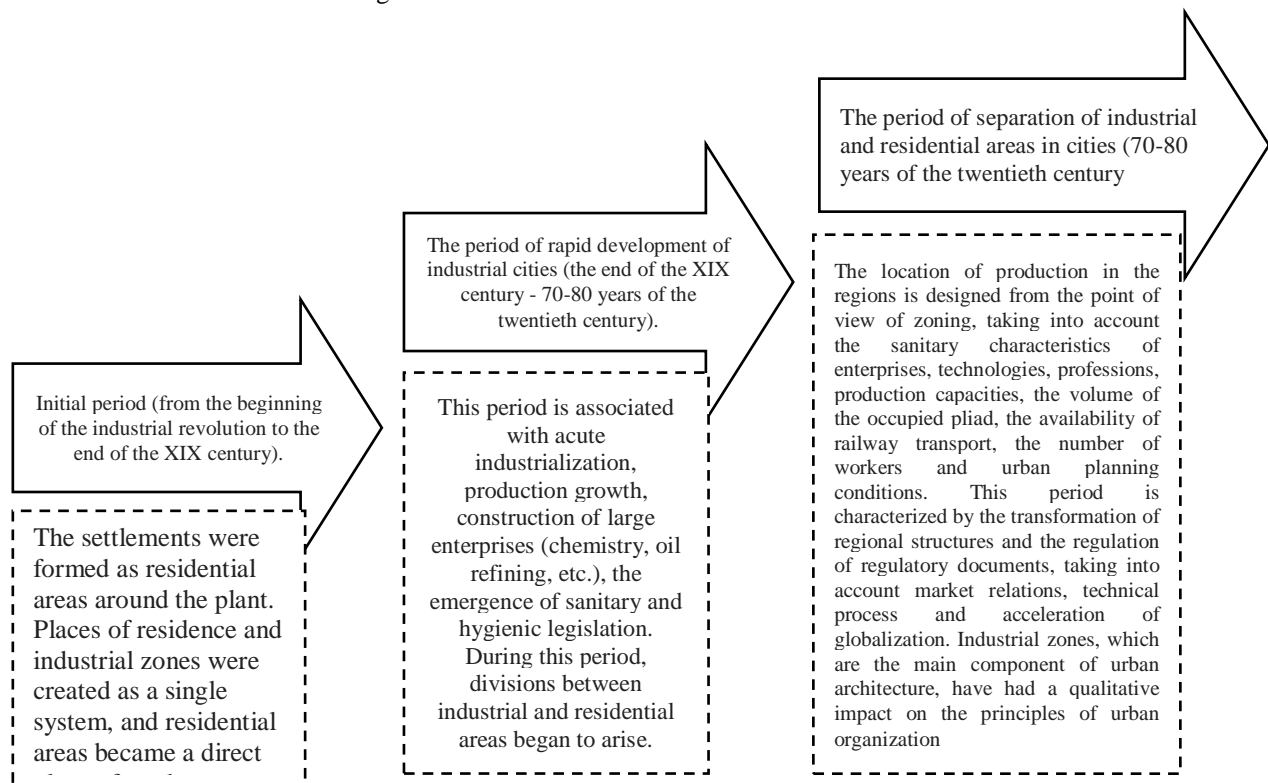 Initial period (from the beginning
of the industrial revolution to the
end of the XIX century).
The settlements were
formed as residential
areas around the plant.
Places of residence and
industrial zones were
created as a single
system, and residential
areas became a direct
The period of rapid development of
industrial cities (the end of the XIX
century - 70-80 years of the
twentieth century).
This period is associated
with acute
industrialization,
production growth,
construction of large
enterprises (chemistry, oil
refining, etc.), the
emergence of sanitary and
hygienic legislation.
During this period,
divisions between
industrial and residential
areas began to arise.
The period of separation of industrial
and residential areas in cities (70-80
years of the twentieth century
The location of production in the
regions is designed from the point of
view of zoning, taking into account
the sanitary characteristics of
enterprises, technologies, professions,
production capacities, the volume of
the occupied pliad, the availability of
railway transport, the number of
workers and urban planning
conditions. This period is
characterized by the transformation of
regional structures and the regulation
of regulatory documents, taking into
account market relations, technical
process and acceleration of
globalization. Industrial zones, which
are the main component of urban
architecture, have had a qualitative
impact on the principles of urban
organization